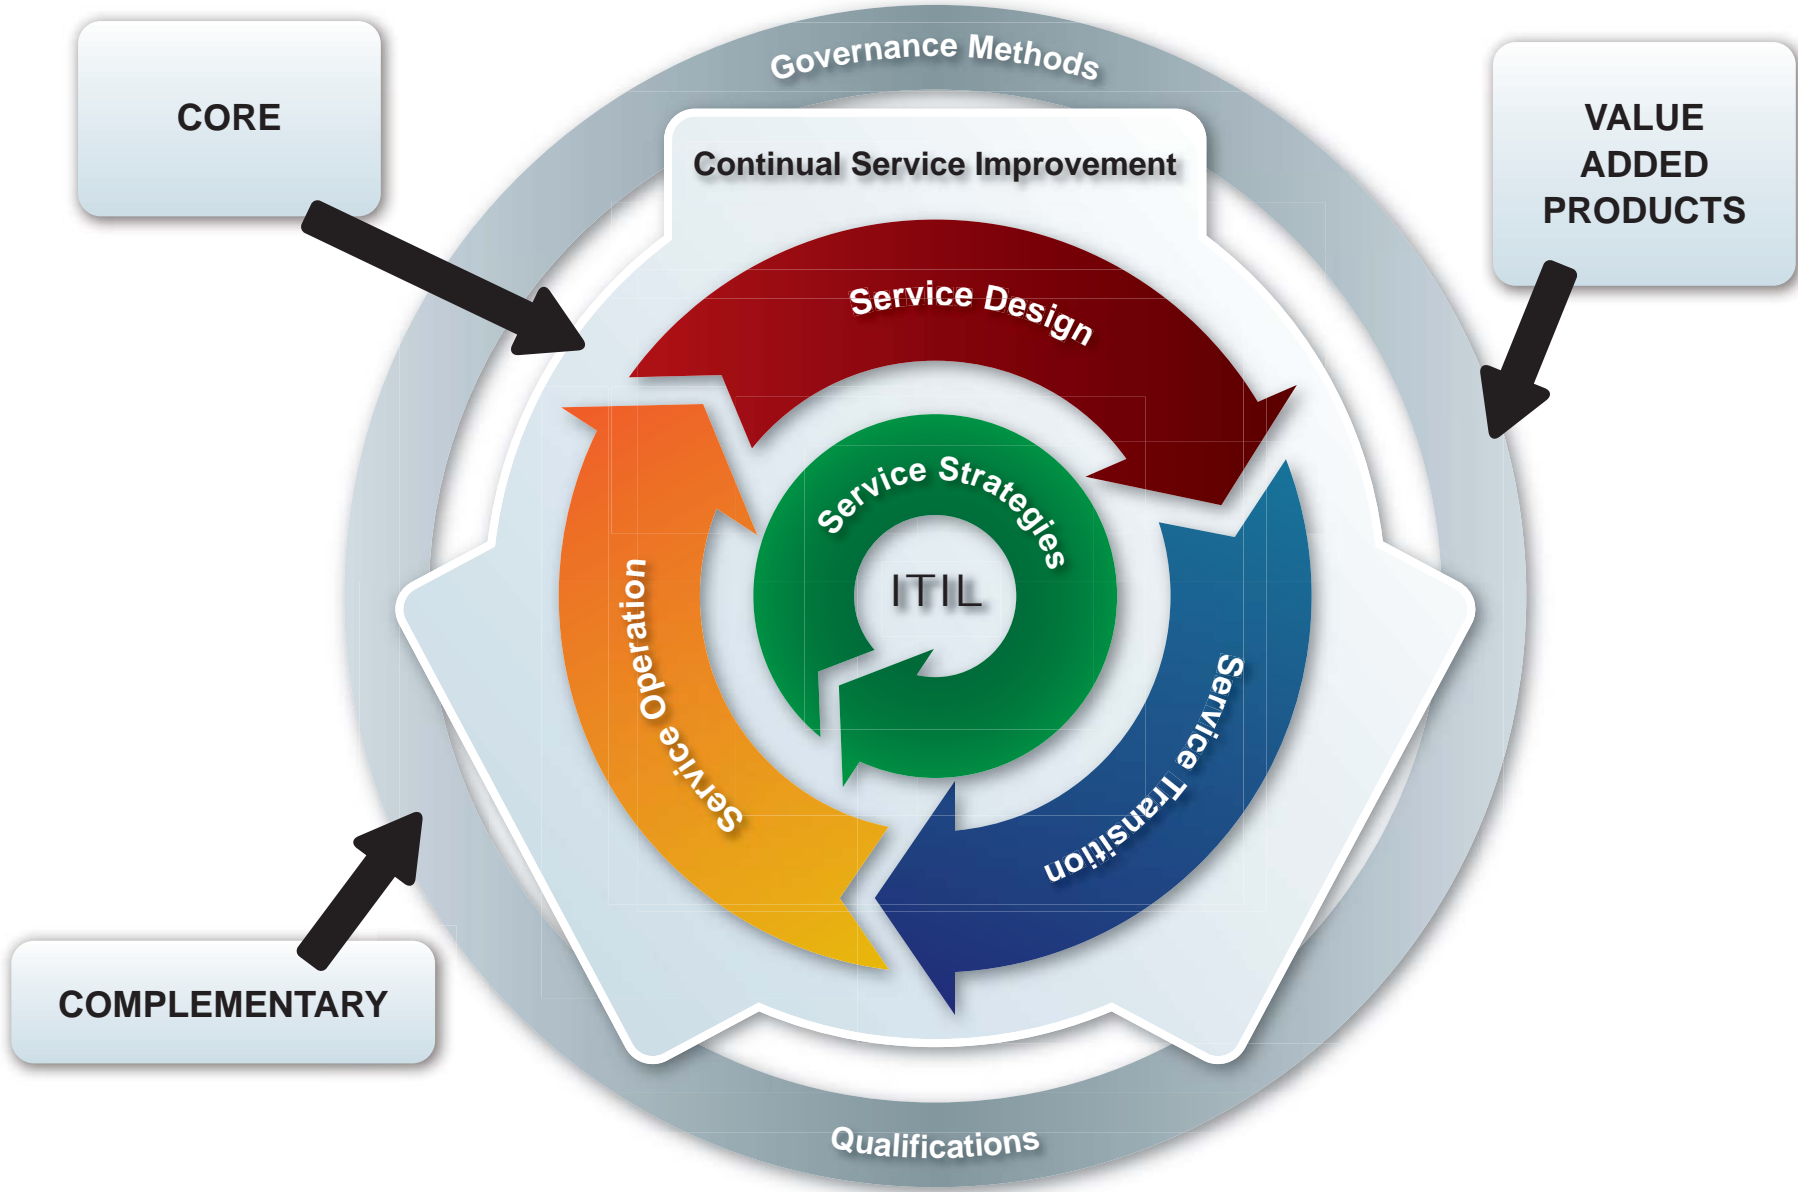 Governance Methods
CORE
VALUE
ADDED
PRODUCTS
Continual Service Improvement
Service Design
Service Strategies
ITIL
Service Operation
Service Transition
COMPLEMENTARY
Qualifications